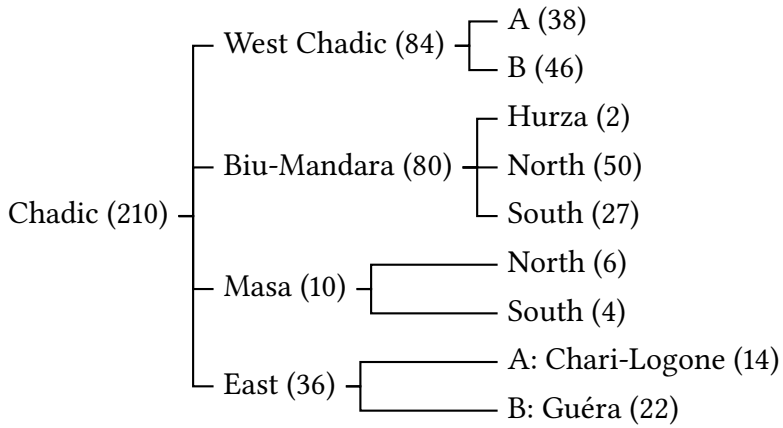 Chadic (210)
West Chadic (84)
A (38)
B (46)
Biu-Mandara (80)
Hurza (2)
North (50)
South (27)
Masa (10)
North (6)
South (4)
East (36)
A: Chari-Logone (14)
B: Guéra (22)